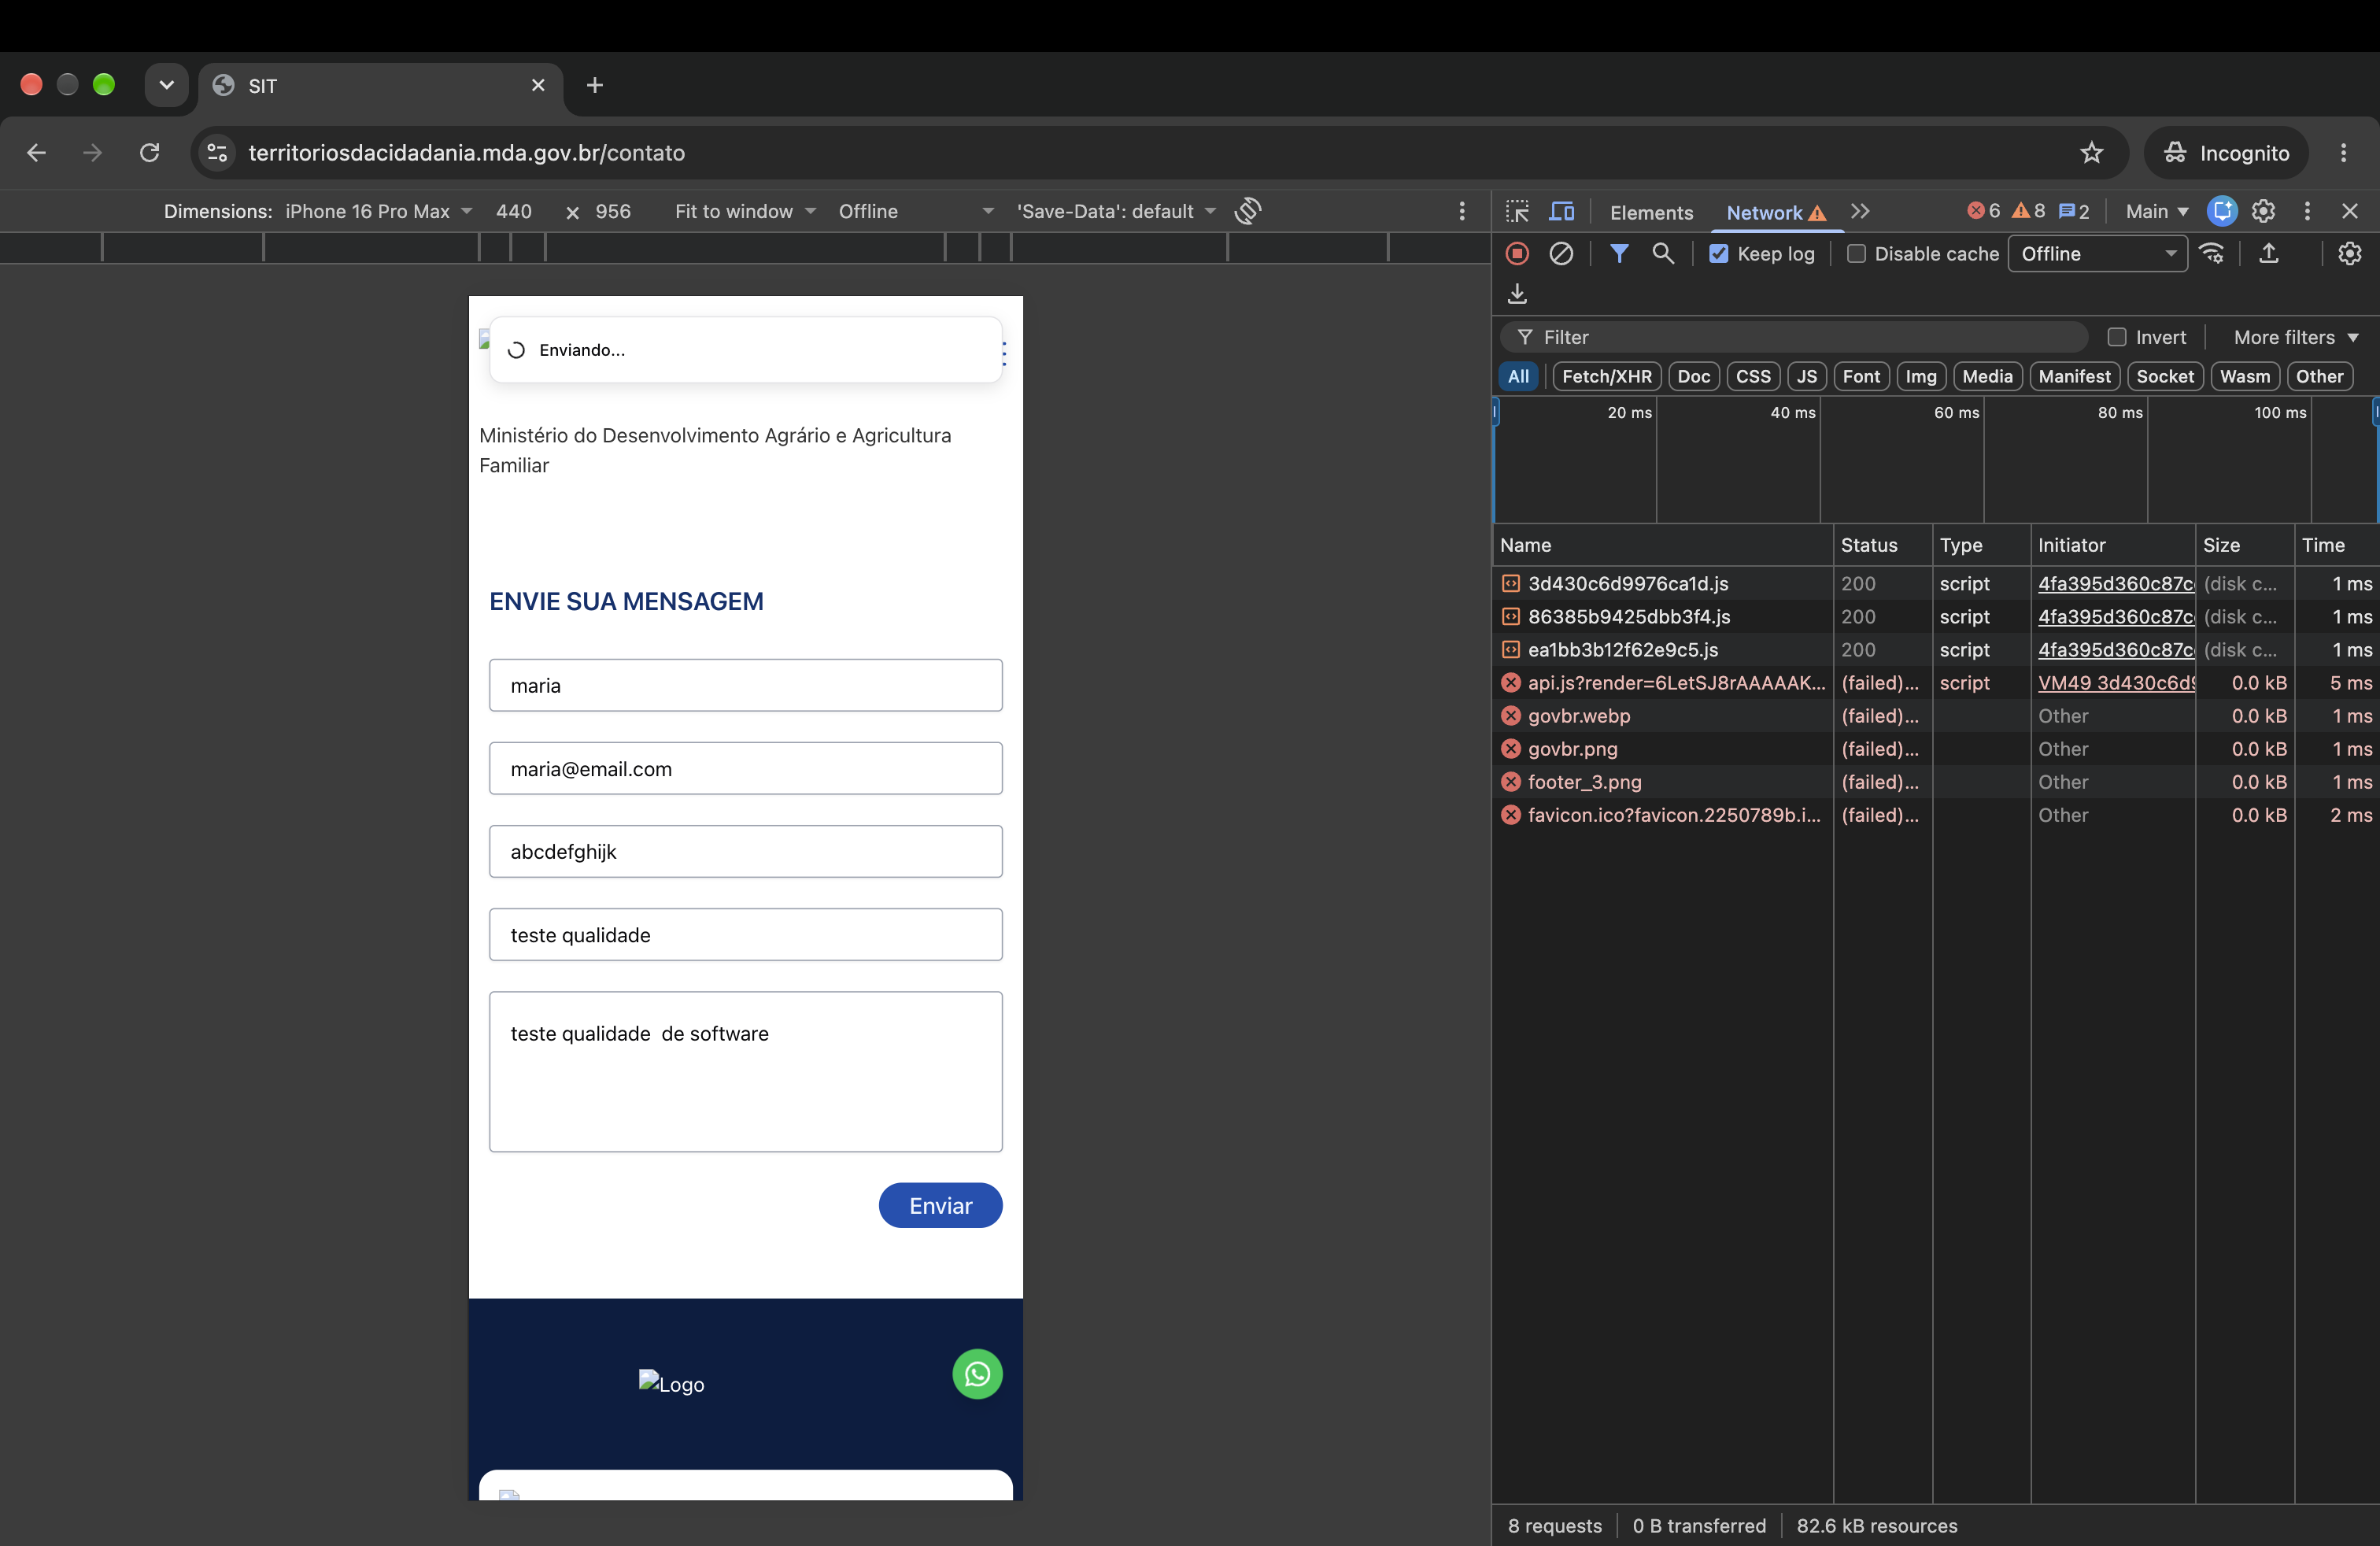 SIT
territoriosdacidadania.mda.gov.br/contato
Incognito
Dimensions: iPhone 16 Pro Max 440 × 956 Fit to window Offline 'Save-Data': default
Elements Network 6 8 2 Main
Keep log Disable cache Offline
Filter Invert More filters
All Fetch/XHR Doc CSS JS Font Img Media Manifest Socket Wasm Other
20 ms 40 ms 60 ms 80 ms 100 ms
Name Status Type Initiator Size Time
3d430c6d9976ca1d.js 200 script 4fa395d360c87c (disk c... 1 ms
86385b9425dbb3f4.js 200 script 4fa395d360c87c (disk c... 1 ms
ea1bb3b12f62e9c5.js 200 script 4fa395d360c87c (disk c... 1 ms
api.js?render=6LetSJ8rAAAAAK... (failed)... script VM49 3d430c6d9 0.0 kB 5 ms
govbr.webp (failed)... Other 0.0 kB 1 ms
govbr.png (failed)... Other 0.0 kB 1 ms
footer_3.png (failed)... Other 0.0 kB 1 ms
favicon.ico?favicon.2250789b.i... (failed)... Other 0.0 kB 2 ms
8 requests 0 B transferred 82.6 kB resources
Enviando...
Ministério do Desenvolvimento Agrário e Agricultura
Familiar
ENVIE SUA MENSAGEM
maria
maria@email.com
abcdefghijk
teste qualidade
teste qualidade  de software
Enviar
Logo